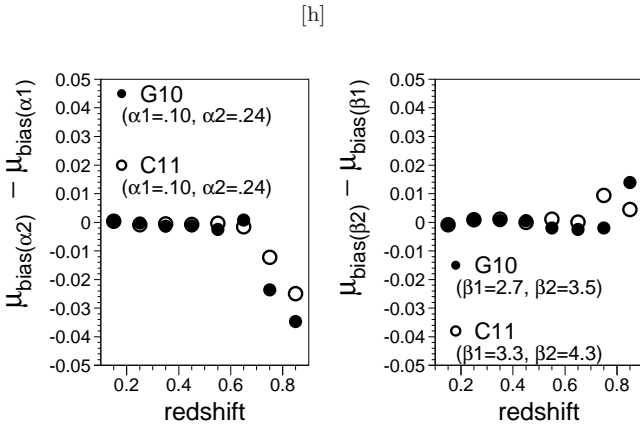 [h]
μbias(α2) − μbias(α1)
0.05
0.04
0.03
0.02
0.01
0
-0.01
-0.02
-0.03
-0.04
-0.05
G10
(α1=.10, α2=.24)
C11
(α1=.10, α2=.24)
0.2 0.4 0.6 0.8
redshift
μbias(β2) − μbias(β1)
0.05
0.04
0.03
0.02
0.01
0
-0.01
-0.02
-0.03
-0.04
-0.05
G10
(β1=2.7, β2=3.5)
C11
(β1=3.3, β2=4.3)
0.2 0.4 0.6 0.8
redshift